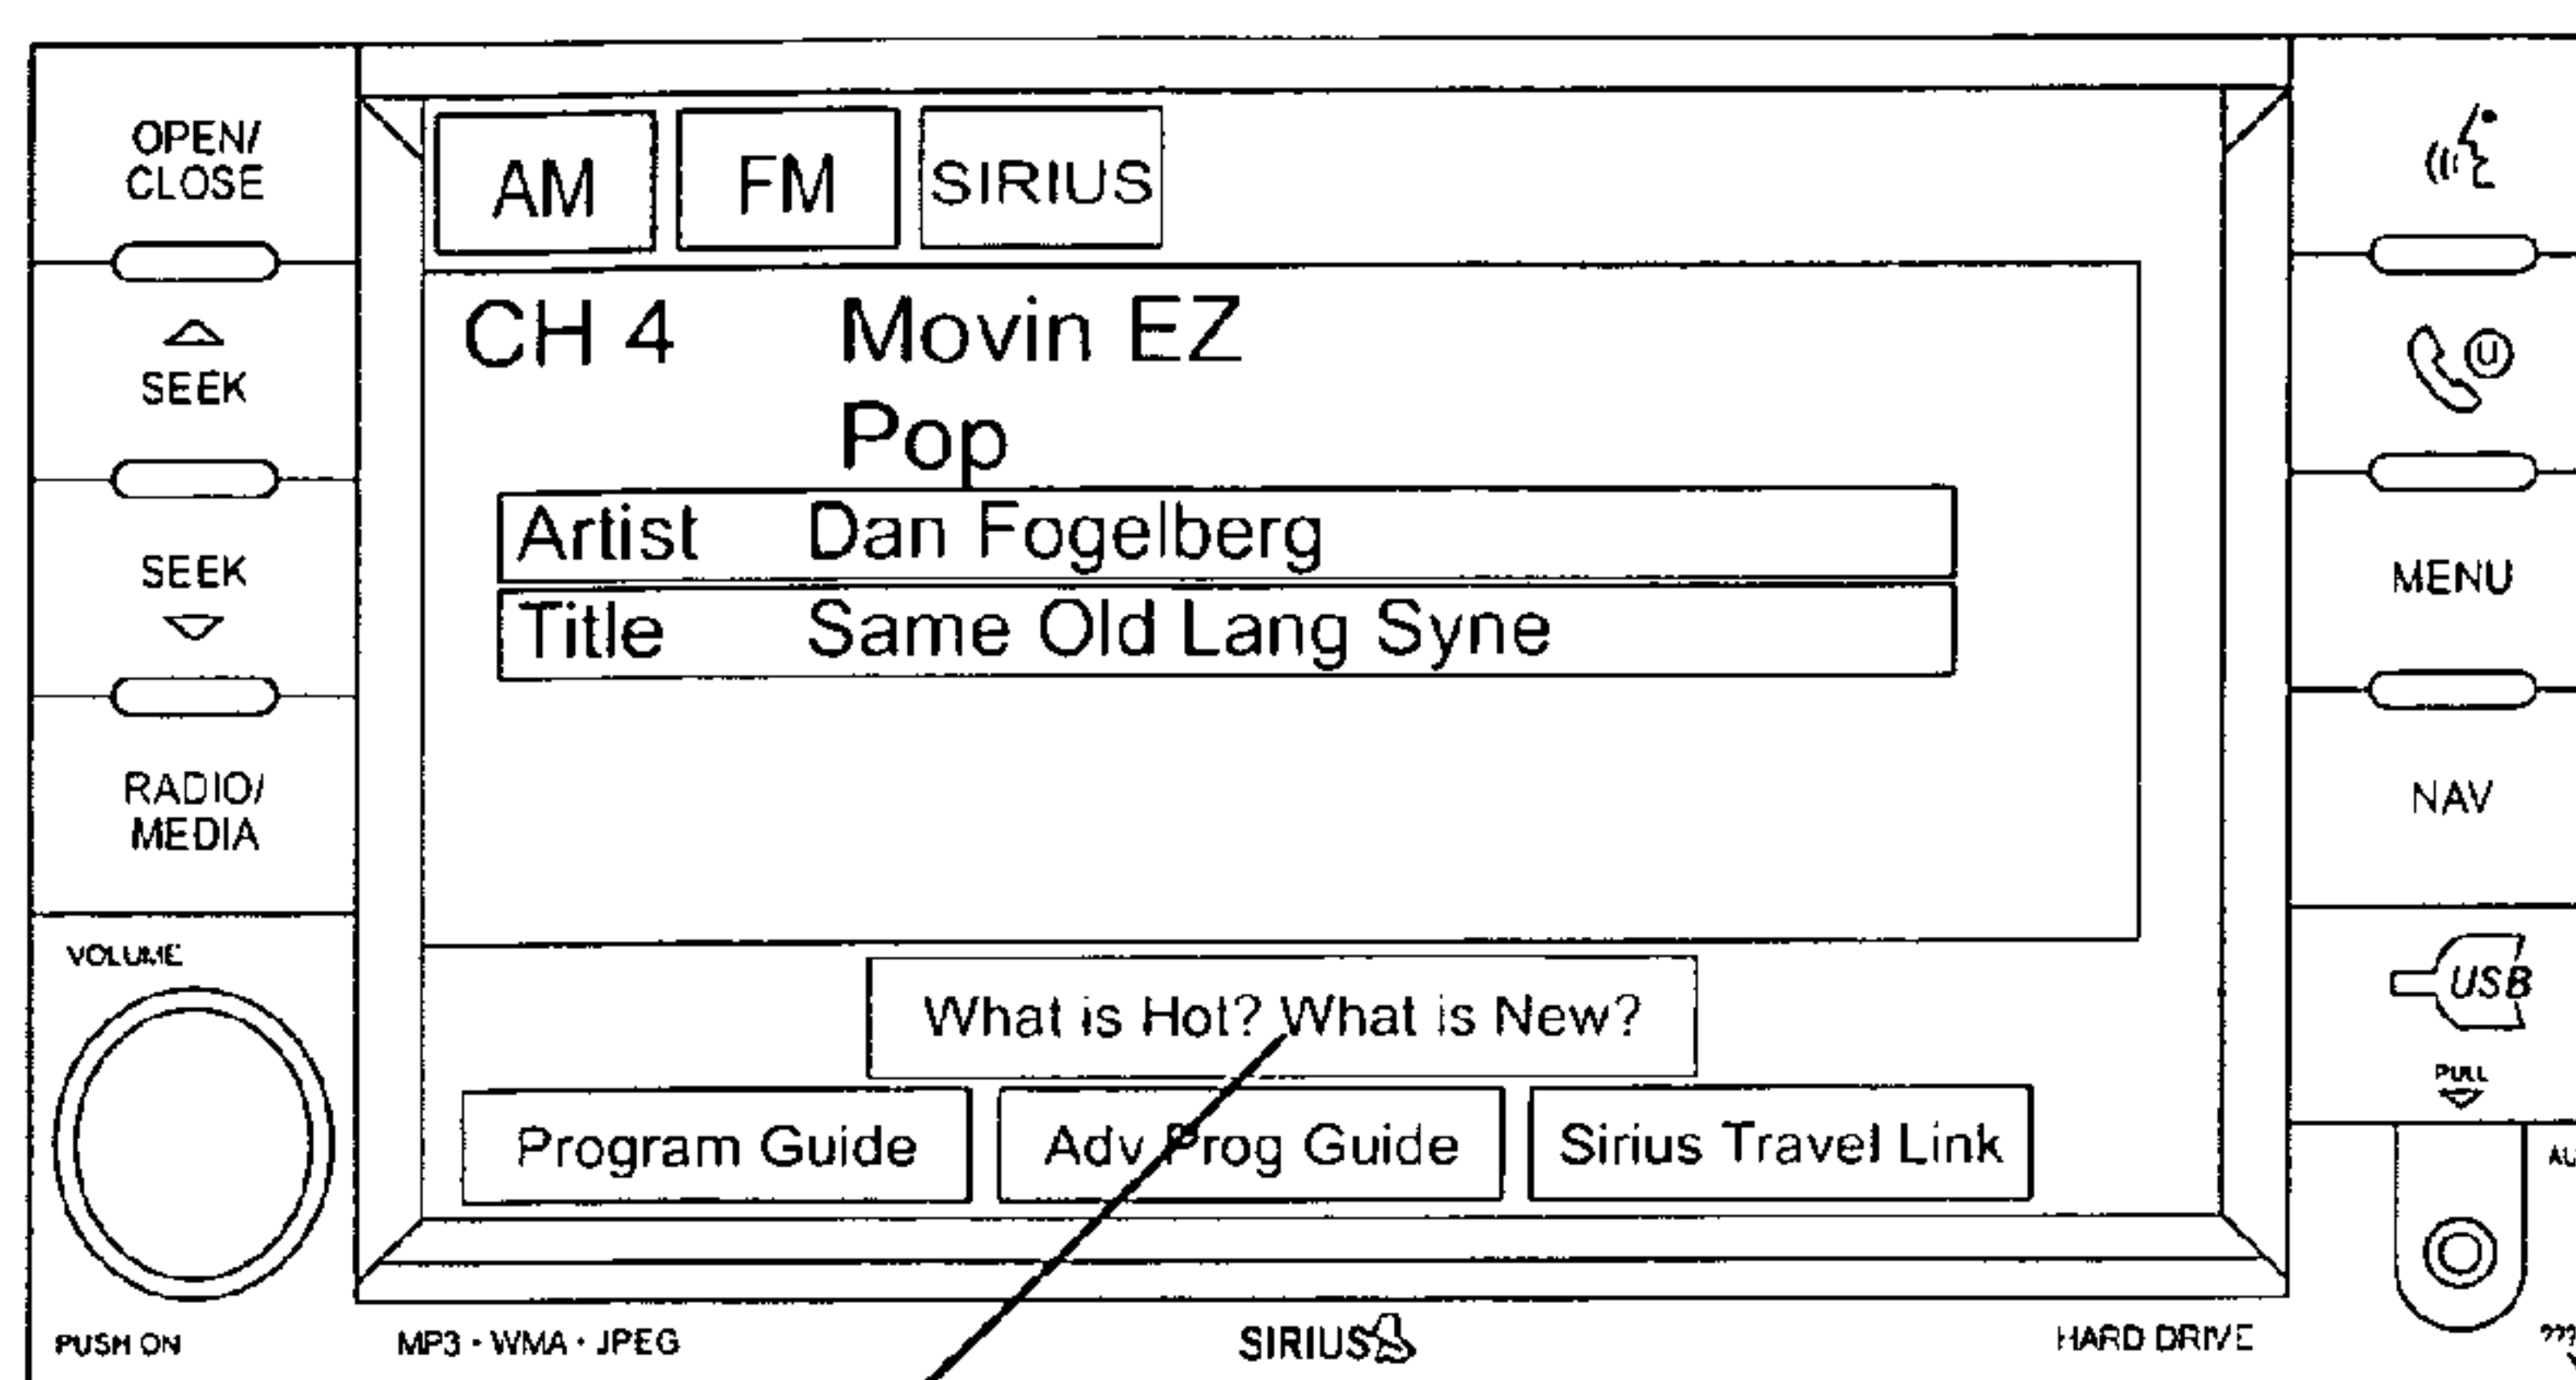 OPEN/
CLOSE
SEEK
SEEK
RADIO/
MEDIA
VOLUME
PUSH ON
AM FM SIRIUS
CH 4 Movin EZ
Pop
Artist Dan Fogelberg
Title Same Old Lang Syne
What is Hot? What is New?
Program Guide Adv Prog Guide Sirius Travel Link
MP3 • WMA • JPEG SIRIUS HARD DRIVE
U
MENU
NAV
USB
PULL
???